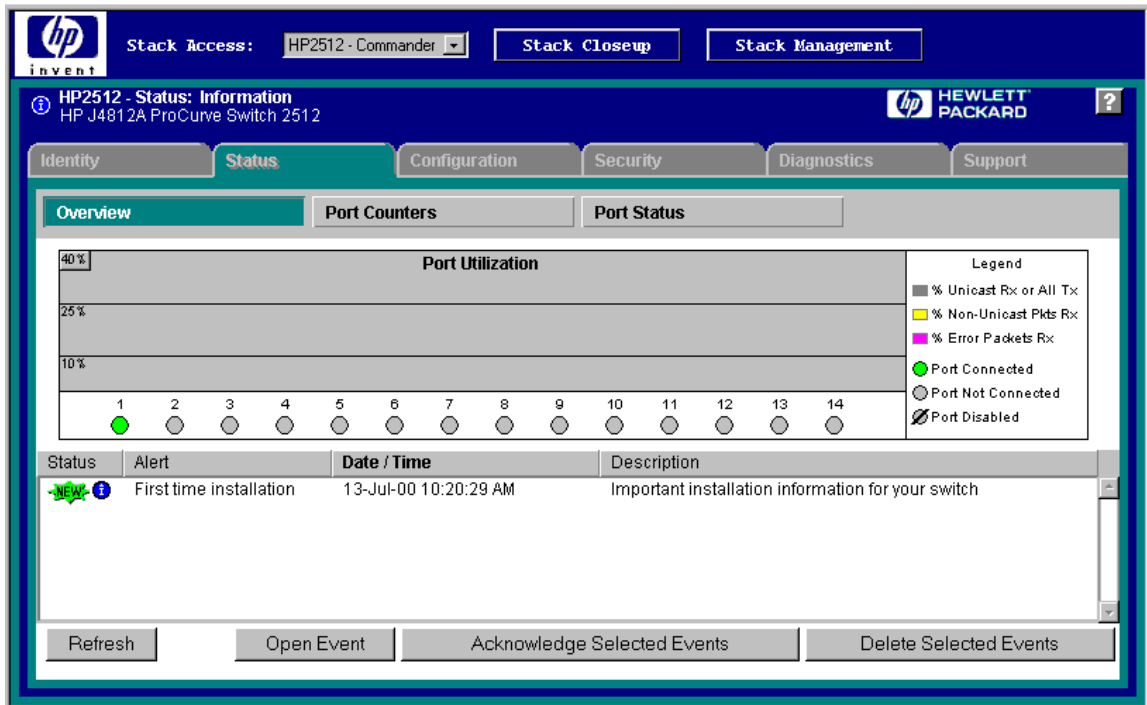 hp
invent
Stack Access: HP2512 - Commander Stack Closeup Stack Management
HP2512 - Status: Information
HP J4812A ProCurve Switch 2512
hp HEWLETT PACKARD ?
Identity Status Configuration Security Diagnostics Support
Overview Port Counters Port Status
Port Utilization
40%
25%
10%
1 2 3 4 5 6 7 8 9 10 11 12 13 14
Legend
% Unicast Rx or All Tx
% Non-Unicast Pkts Rx
% Error Packets Rx
Port Connected
Port Not Connected
Port Disabled
Status Alert Date / Time Description
NEW! i First time installation 13-Jul-00 10:20:29 AM Important installation information for your switch
Refresh Open Event Acknowledge Selected Events Delete Selected Events